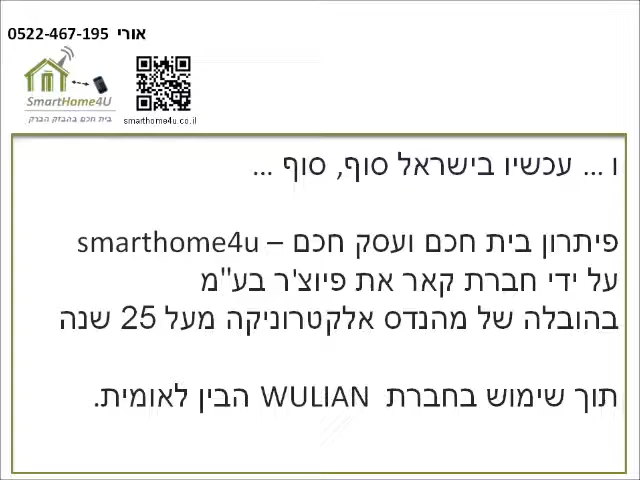 אורי 0522-467-195
SmartHome4U
בית חכם בהבזק הברק
smarthome4u.co.il
ו ... עכשיו בישראל סוף, סוף ...
פיתרון בית חכם ועסק חכם – smarthome4u
על ידי חברת קאר את פיוצ'ר בע"מ
בהובלה של מהנדס אלקטרוניקה מעל 25 שנה
תוך שימוש בחברת WULIAN הבין לאומית.